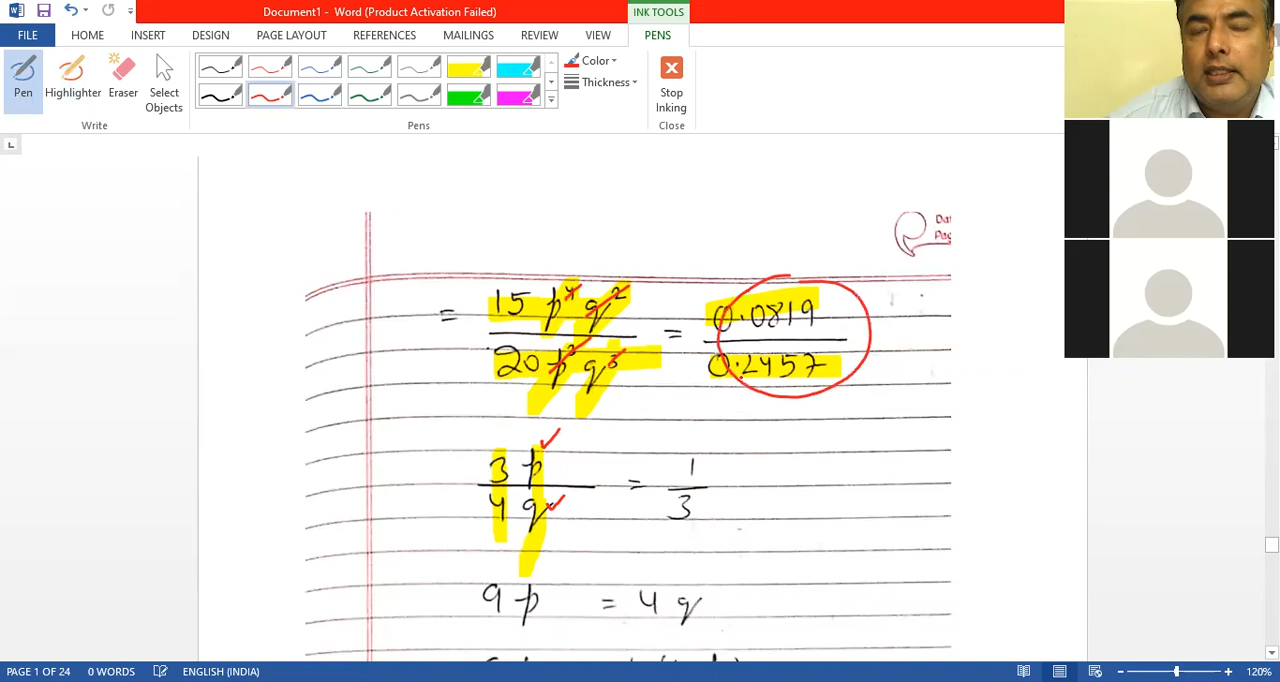 Document1 - Word (Product Activation Failed)
INK TOOLS
FILE HOME INSERT DESIGN PAGE LAYOUT REFERENCES MAILINGS REVIEW VIEW PENS
Pen Highlighter Eraser Select Objects
Color
Thickness
Stop Inking
Write Pens Close
= 15 p⁴ q² / 20 p³ q³ = 0.0819 / 0.2457
3 p / 4 q = 1 / 3
9 p = 4 q
PAGE 1 OF 24 0 WORDS ENGLISH (INDIA) 120%